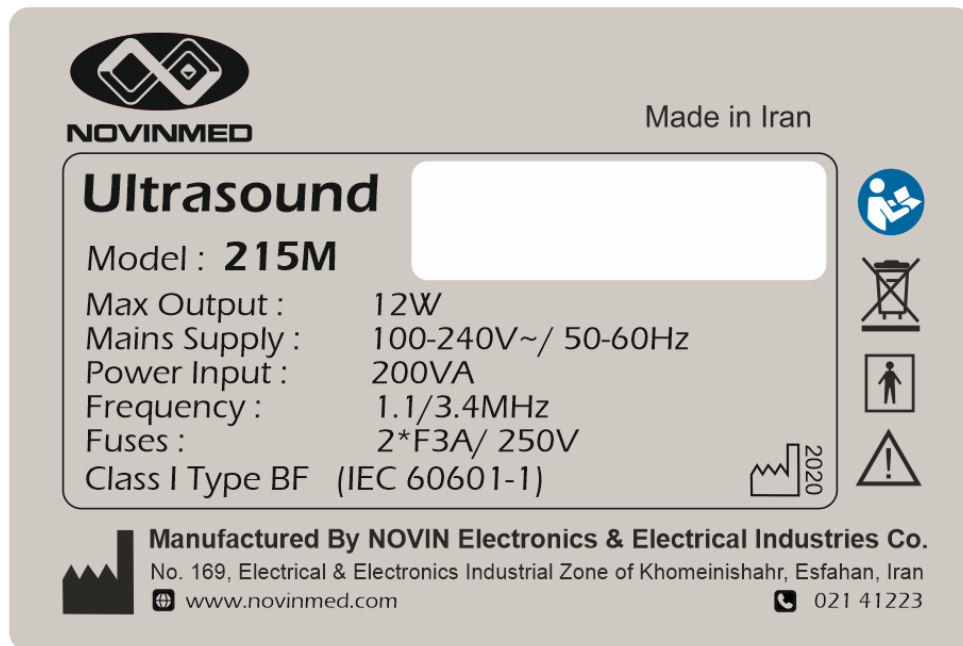 NOVINMED
Made in Iran
Ultrasound
Model : 215M
Max Output : 12W
Mains Supply : 100-240V~/ 50-60Hz
Power Input : 200VA
Frequency : 1.1/3.4MHz
Fuses : 2*F3A/ 250V
Class I Type BF (IEC 60601-1)
2020
Manufactured By NOVIN Electronics & Electrical Industries Co.
No. 169, Electrical & Electronics Industrial Zone of Khomeinishahr, Esfahan, Iran
www.novinmed.com 021 41223